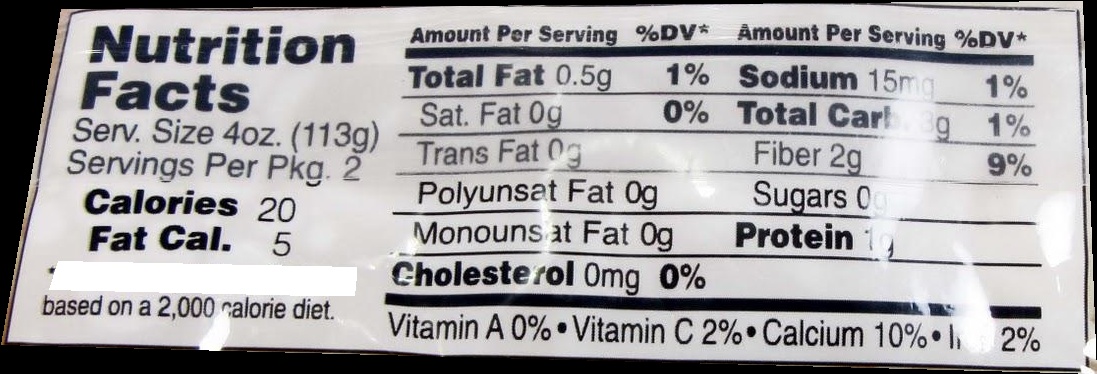 Nutrition
Facts
Serv. Size 4oz. (113g)
Servings Per Pkg. 2
Calories 20
Fat Cal. 5
*
based on a 2,000 calorie diet.
Amount Per Serving %DV* Amount Per Serving %DV*
Total Fat 0.5g 1% Sodium 15mg 1%
Sat. Fat 0g 0% Total Carb. 3g 1%
Trans Fat 0g Fiber 2g 9%
Polyunsat Fat 0g Sugars 0g
Monounsat Fat 0g Protein 1g
Cholesterol 0mg 0%
Vitamin A 0% • Vitamin C 2% • Calcium 10% • 2%